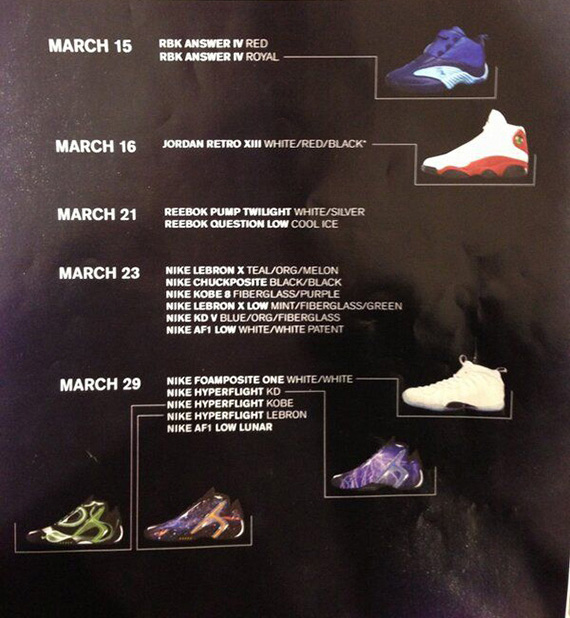 MARCH 15
RBK ANSWER IV RED
RBK ANSWER IV ROYAL
MARCH 16
JORDAN RETRO XIII WHITE/RED/BLACK*
MARCH 21
REEBOK PUMP TWILIGHT WHITE/SILVER
REEBOK QUESTION LOW COOL ICE
MARCH 23
NIKE LEBRON X TEAL/ORG/MELON
NIKE CHUCKPOSITE BLACK/BLACK
NIKE KOBE 8 FIBERGLASS/PURPLE
NIKE LEBRON X LOW MINT/FIBERGLASS/GREEN
NIKE KD V BLUE/ORG/FIBERGLASS
NIKE AF1 LOW WHITE/WHITE PATENT
MARCH 29
NIKE FOAMPOSITE ONE WHITE/WHITE
NIKE HYPERFLIGHT KD
NIKE HYPERFLIGHT KOBE
NIKE HYPERFLIGHT LEBRON
NIKE AF1 LOW LUNAR